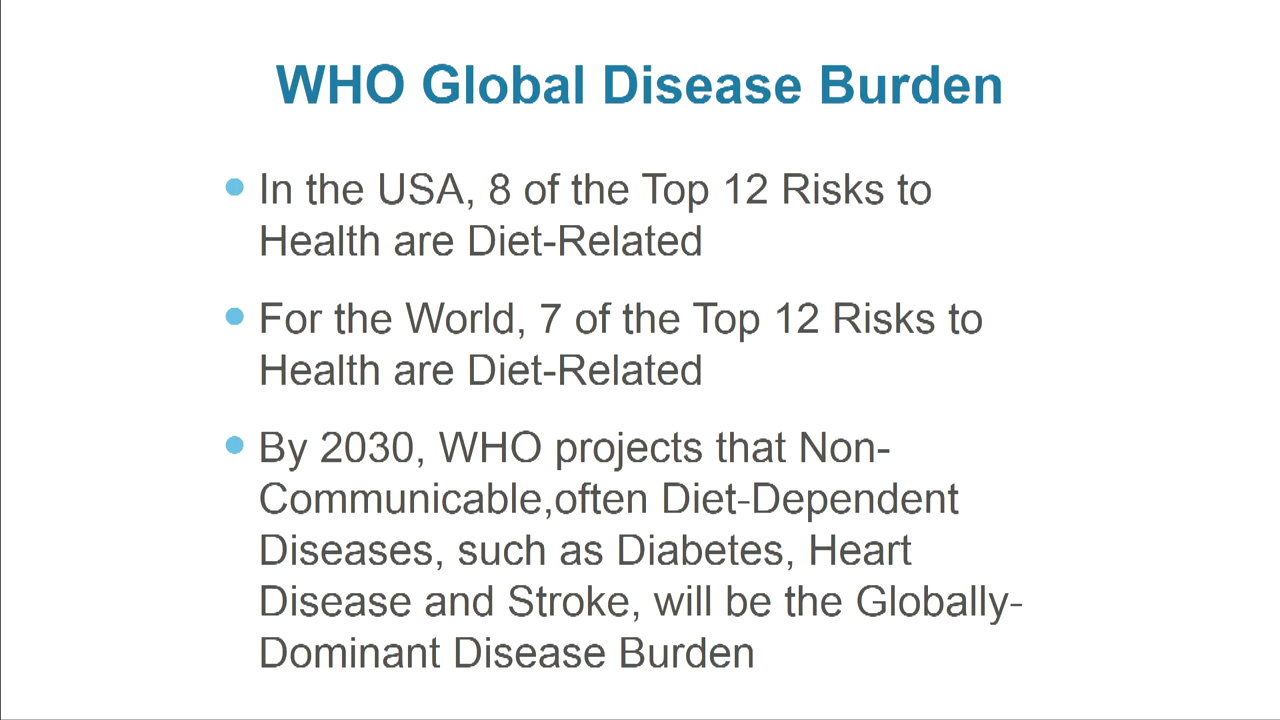 WHO Global Disease Burden
In the USA, 8 of the Top 12 Risks to
Health are Diet-Related
For the World, 7 of the Top 12 Risks to
Health are Diet-Related
By 2030, WHO projects that Non-
Communicable,often Diet-Dependent
Diseases, such as Diabetes, Heart
Disease and Stroke, will be the Globally-
Dominant Disease Burden